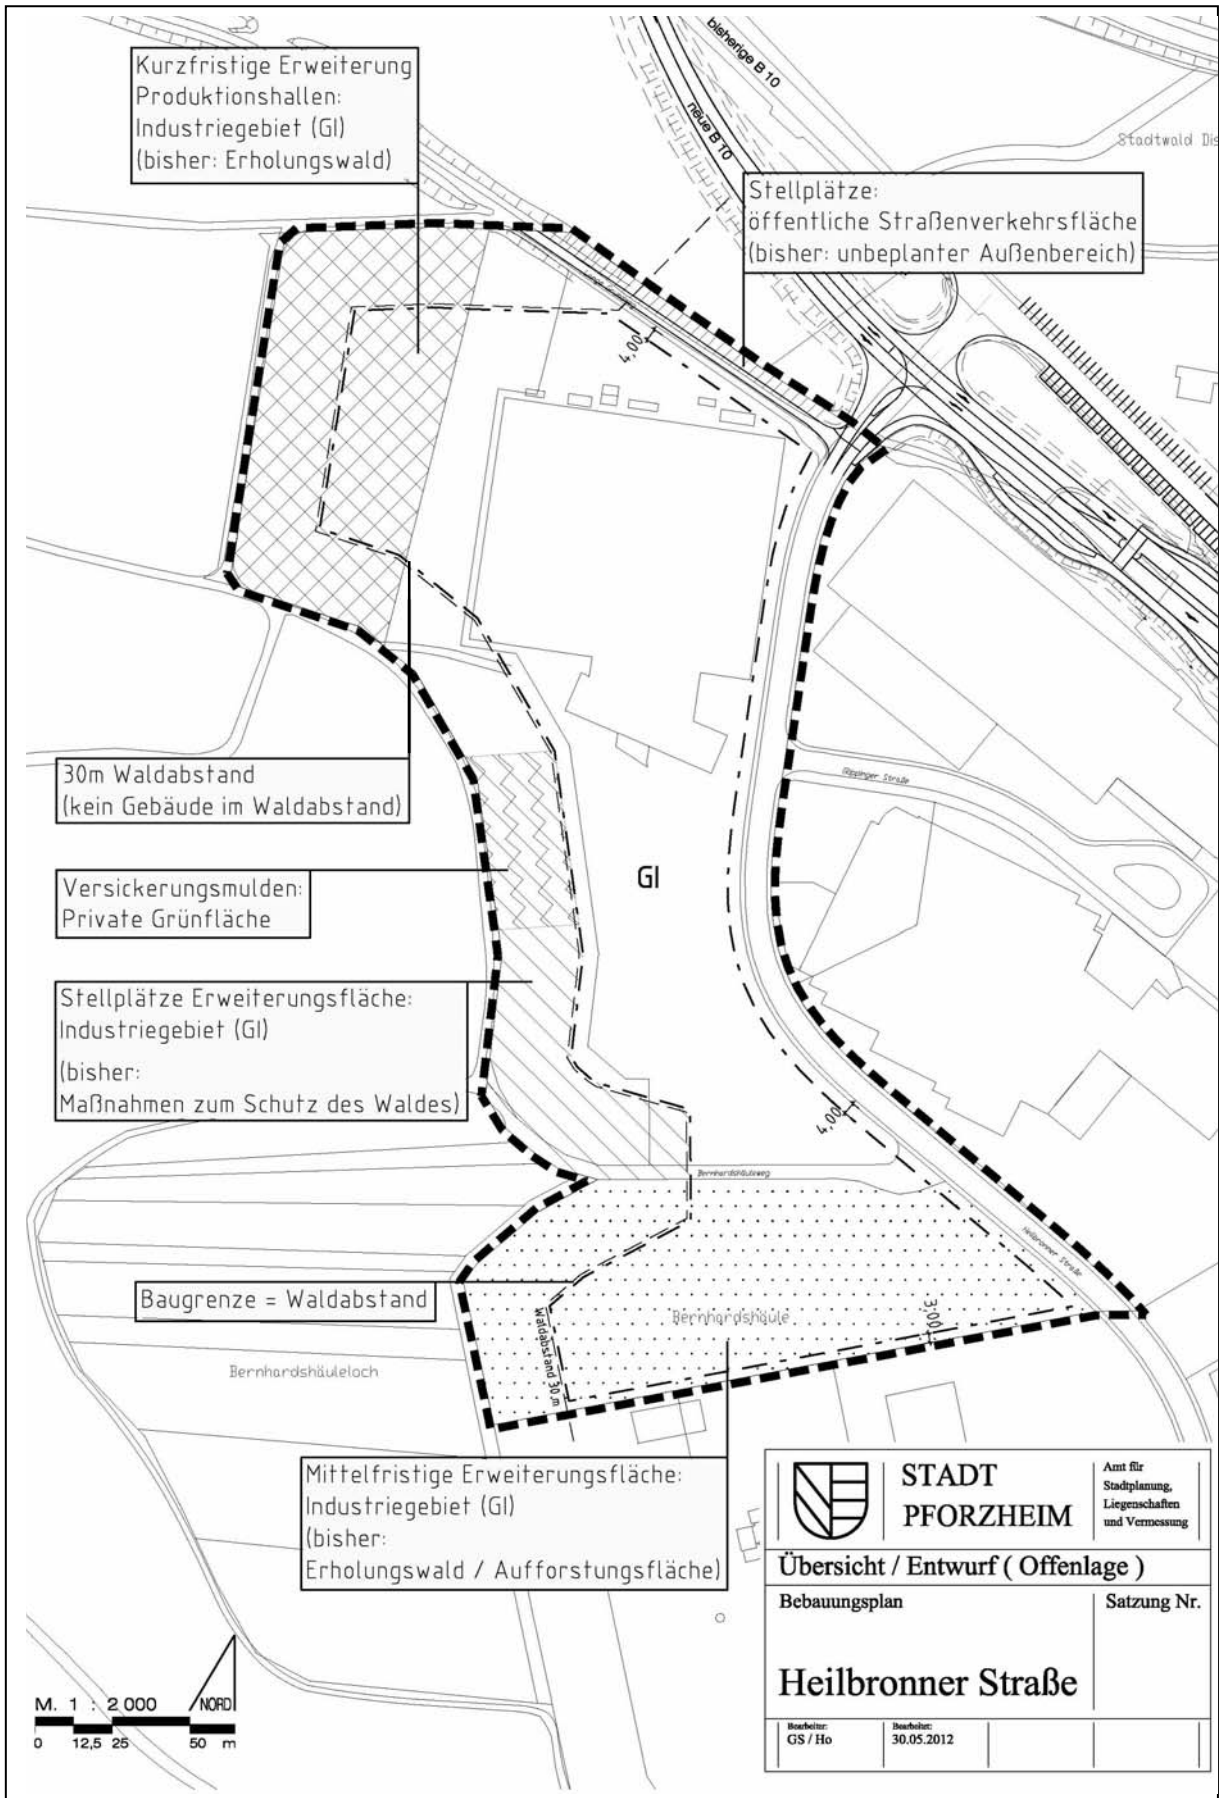 bisherige B 10
neue B 10
Kurzfristige Erweiterung
Produktionshallen:
Industriegebiet (GI)
(bisher: Erholungswald)
Stadtwald Dis
Stellplätze:
öffentliche Straßenverkehrsfläche
(bisher: unbeplanter Außenbereich)
4,00
30m Waldabstand
(kein Gebäude im Waldabstand)
Göppinger Straße
GI
Versickerungsmulden:
Private Grünfläche
Stellplätze Erweiterungsfläche:
Industriegebiet (GI)
(bisher:
Maßnahmen zum Schutz des Waldes)
4,00
Bernhardshäuleweg
Heilbronner Straße
Baugrenze = Waldabstand
Waldabstand 30 m
Bernhardshäule
3,00
Bernhardshäuleloch
Mittelfristige Erweiterungsfläche:
Industriegebiet (GI)
(bisher:
Erholungswald / Aufforstungsfläche)
STADT
PFORZHEIM
Amt für
Stadtplanung,
Liegenschaften
und Vermessung
Übersicht / Entwurf ( Offenlage )
Bebauungsplan
Satzung Nr.
Heilbronner Straße
Bearbeiter:
GS / Ho
Bearbeitet:
30.05.2012
M. 1 : 2 000
NORD
0 12,5 25 50 m